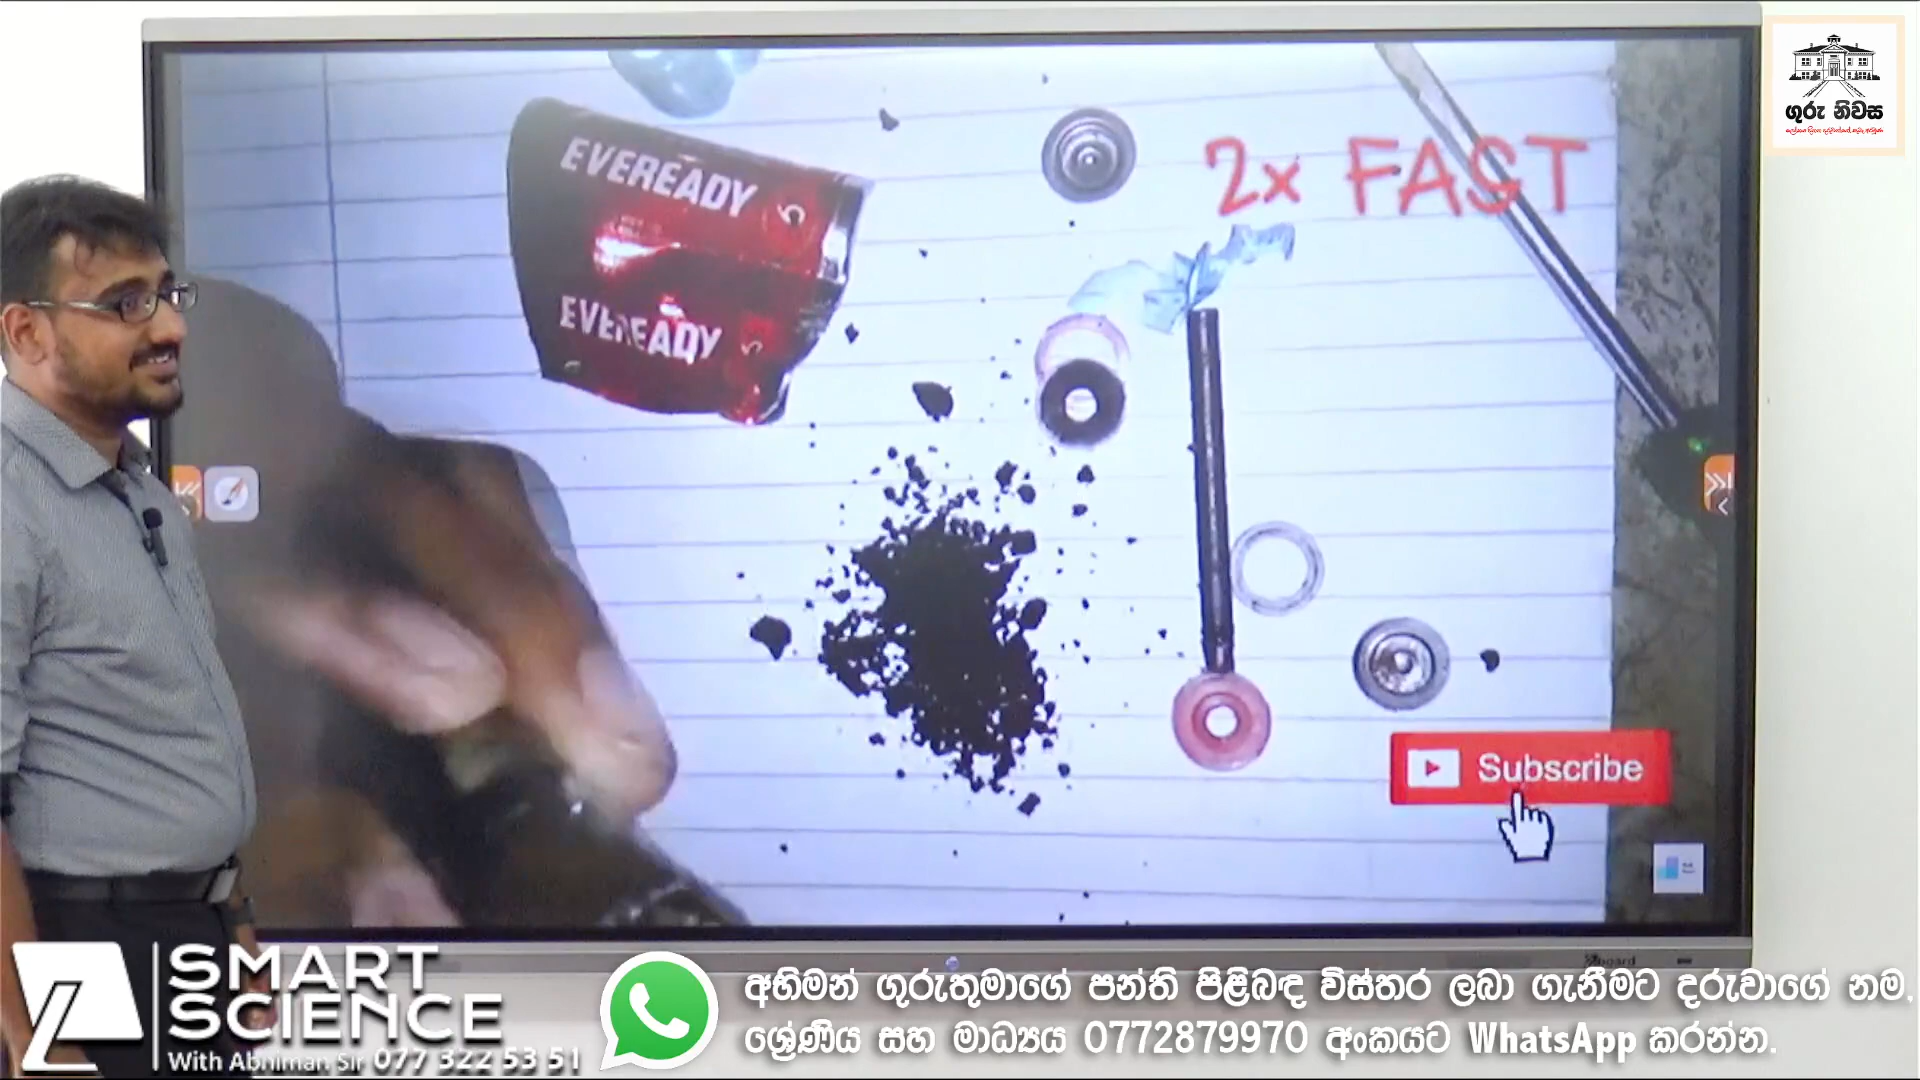 ගුරු නිවස
EVEREADY
2x FAST
EVEREADY
Subscribe
SMART
SCIENCE
With Abhiman Sir 077 322 53 51
අභිමන් ගුරුතුමාගේ පන්ති පිළිබඳ විස්තර ලබා ගැනීමට දරුවාගේ නම,
ශ්‍රේණිය සහ මාධ්‍යය 0772879970 අංකයට WhatsApp කරන්න.